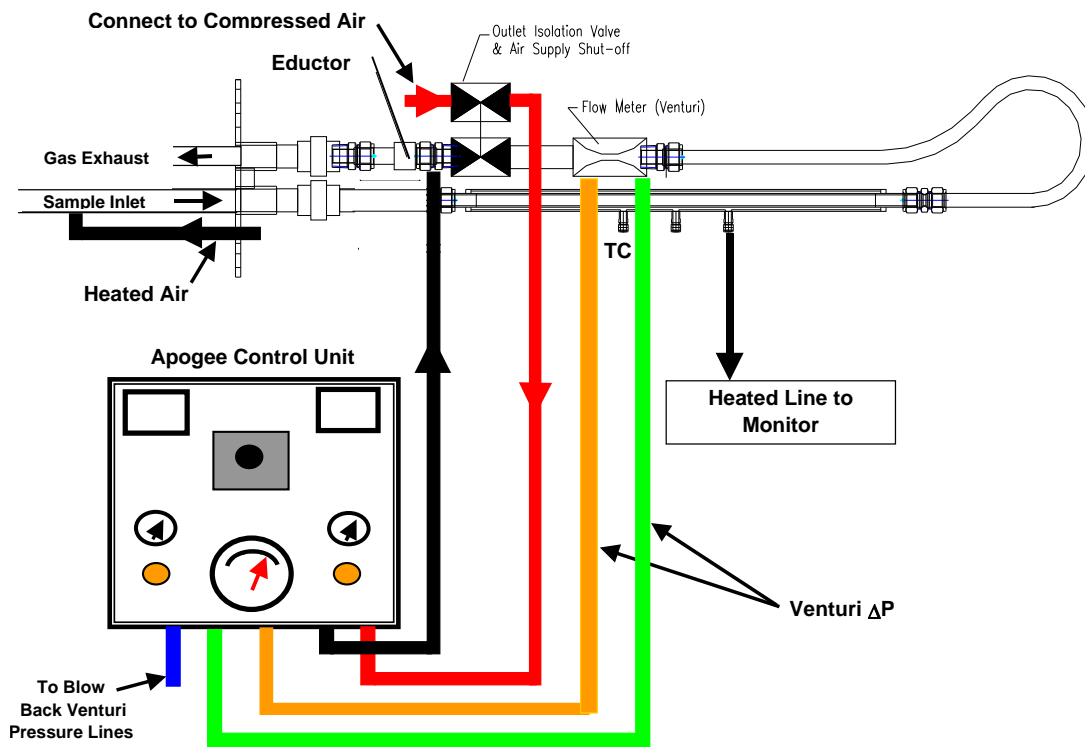 Connect to Compressed Air
Outlet Isolation Valve
& Air Supply Shut-off
Eductor
Flow Meter (Venturi)
Gas Exhaust
Sample Inlet
TC
Heated Air
Apogee Control Unit
Heated Line to
Monitor
Venturi ΔP
To Blow
Back Venturi
Pressure Lines